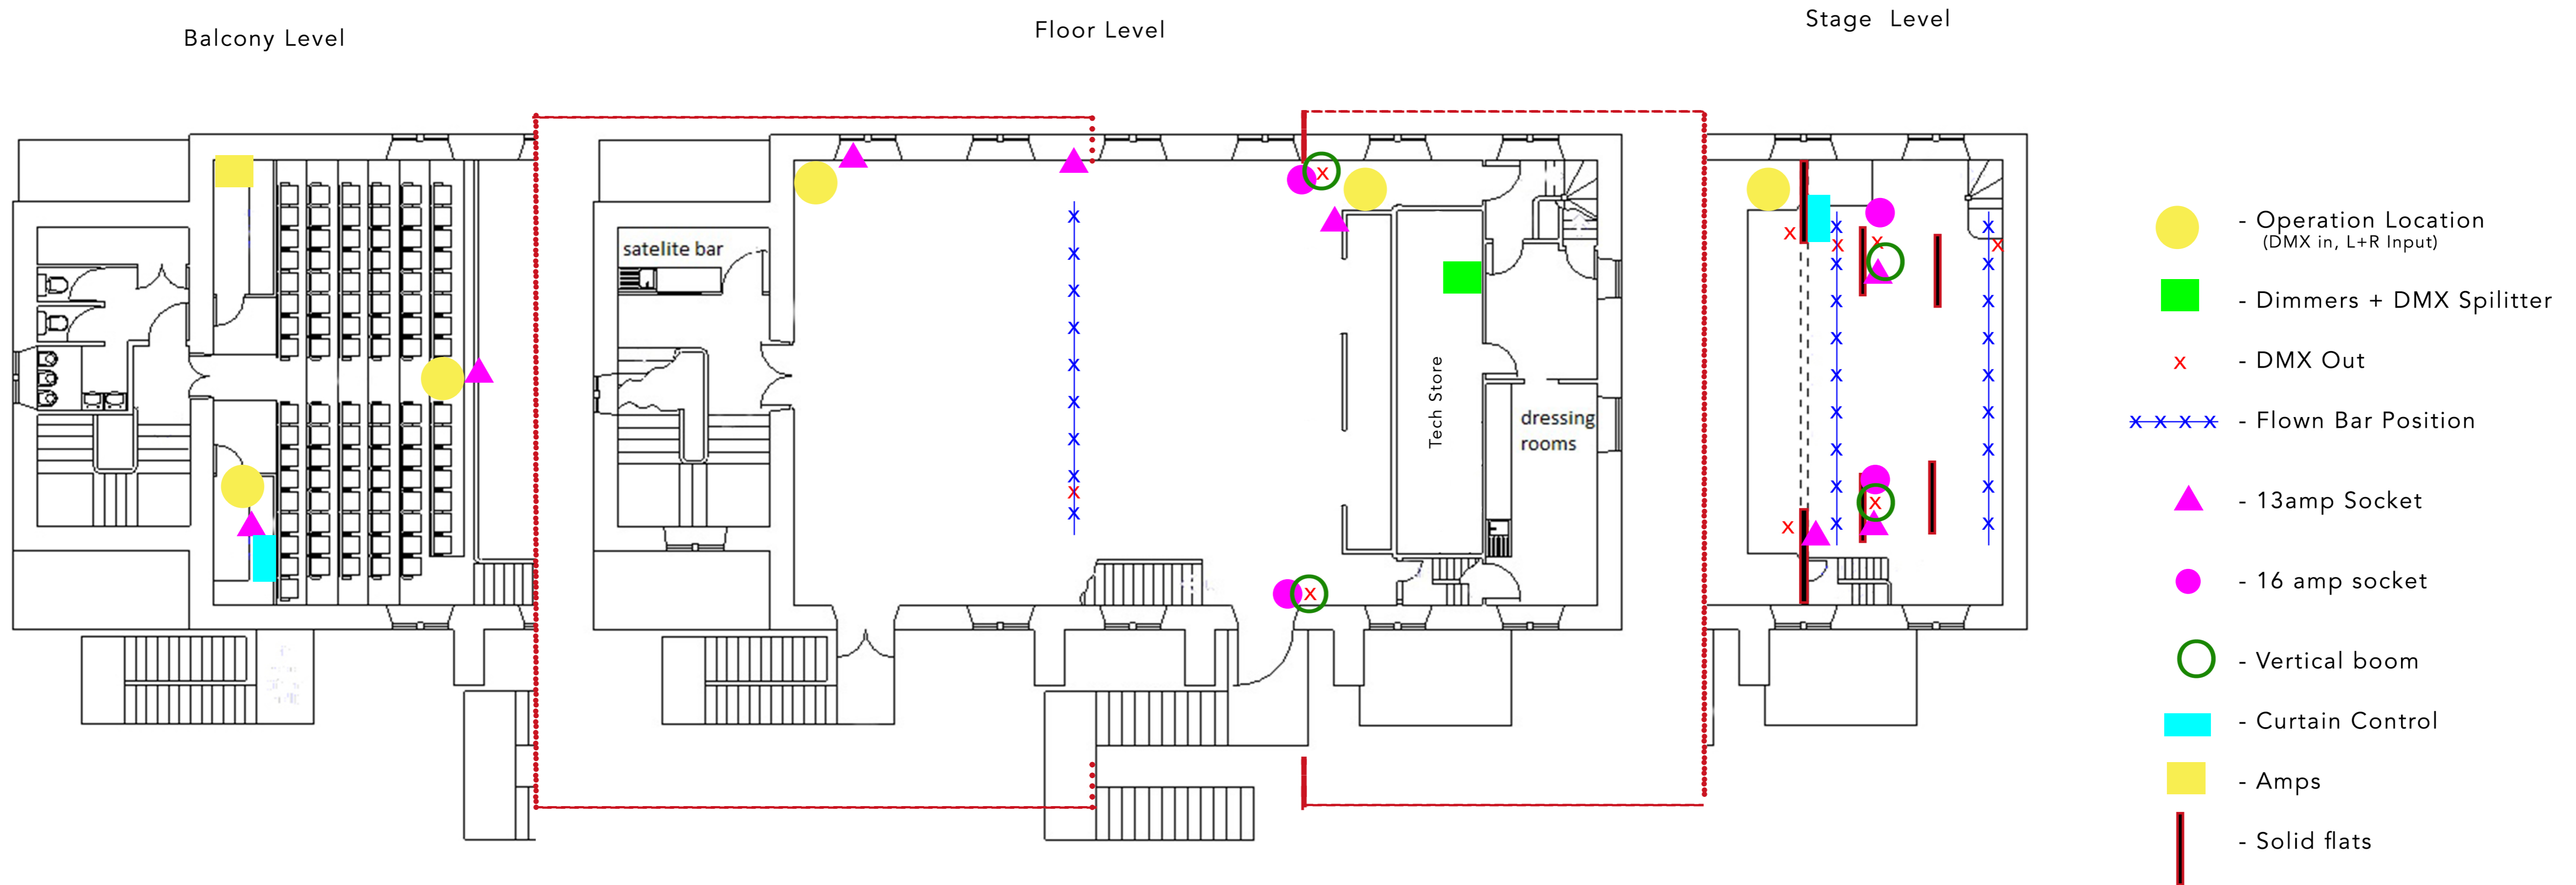 Balcony Level
Floor Level
Stage Level
satelite bar
Tech Store
dressing
rooms
- Operation Location
(DMX in, L+R Input)
- Dimmers + DMX Spilitter
x - DMX Out
x x x x - Flown Bar Position
- 13amp Socket
- 16 amp socket
- Vertical boom
- Curtain Control
- Amps
- Solid flats